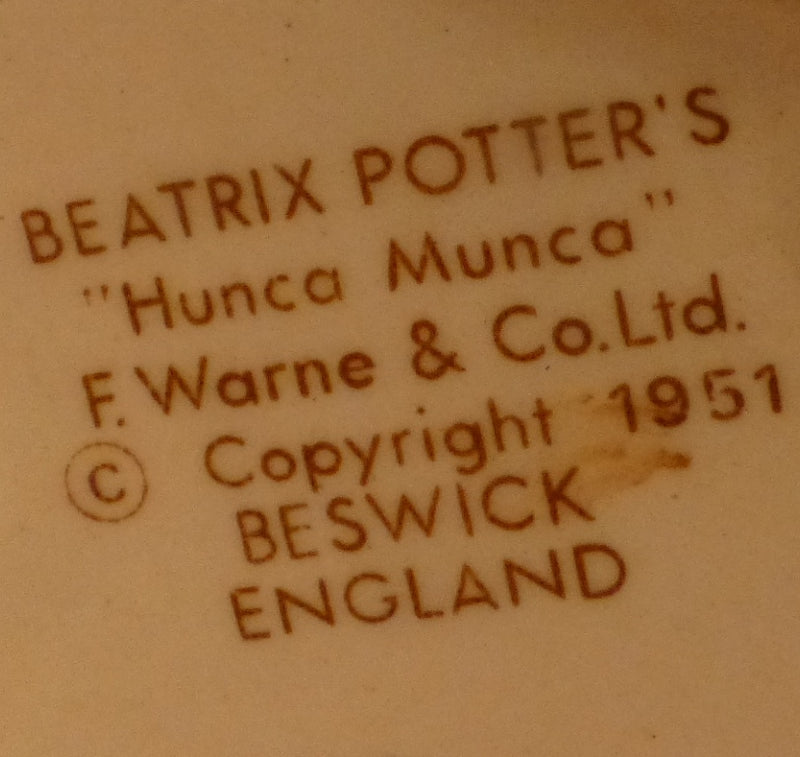 BEATRIX POTTER'S
"Hunca Munca"
F. Warne & Co. Ltd.
© Copyright 1951
BESWICK
ENGLAND